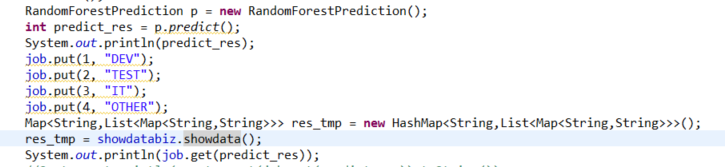 RandomForestPrediction p = new RandomForestPrediction();
int predict_res = p.predict();
System.out.println(predict_res);
job.put(1, "DEV");
job.put(2, "TEST");
job.put(3, "IT");
job.put(4, "OTHER");
Map<String,List<Map<String,String>>> res_tmp = new HashMap<String,List<Map<String,String>>>();
res_tmp = showdatabiz.showdata();
System.out.println(job.get(predict_res));